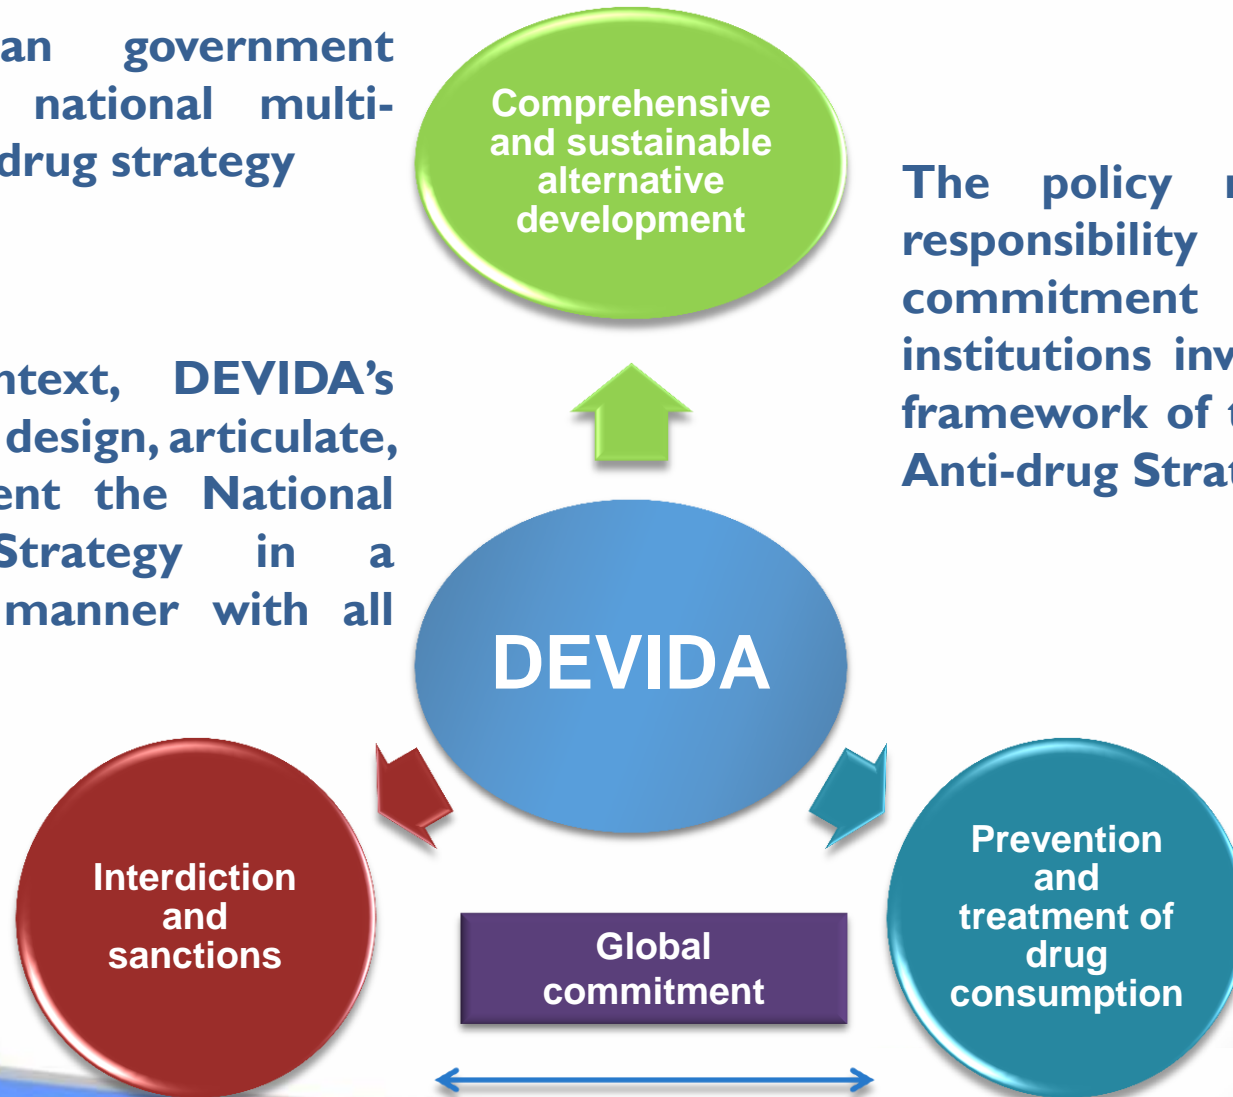 an government
national multi-
drug strategy
Comprehensive
and sustainable
alternative
development
The policy
responsibility
commitment
institutions inv
framework of t
Anti-drug Strat
ntext, DEVIDA’s
design, articulate,
ent the National
Strategy in a
manner with all
DEVIDA
Interdiction
and
sanctions
Global
commitment
Prevention
and
treatment of
drug
consumption